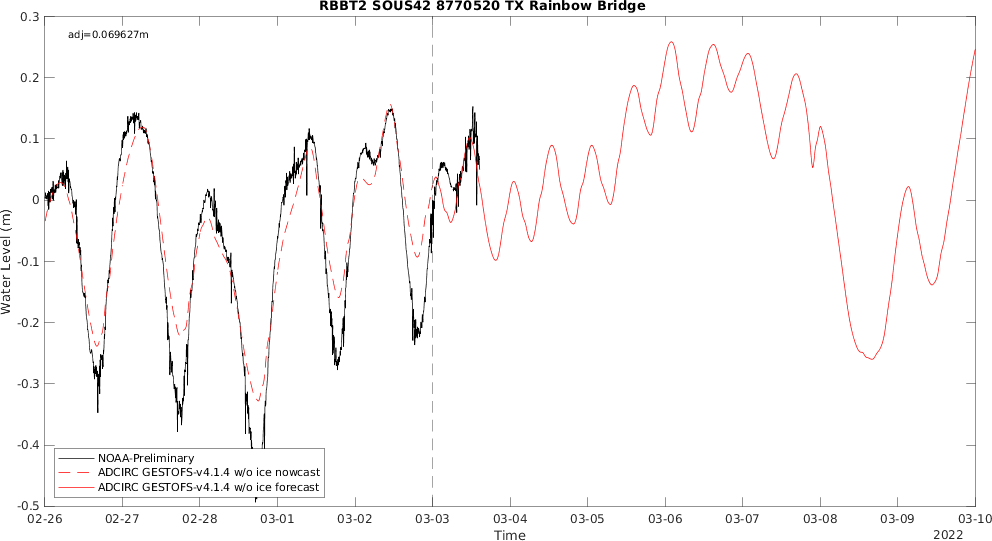 RBBT2 SOUS42 8770520 TX Rainbow Bridge
adj=0.069627m
0.3
0.2
0.1
0
-0.1
-0.2
-0.3
-0.4
-0.5
Water Level (m)
NOAA-Preliminary
ADCIRC GESTOFS-v4.1.4 w/o ice nowcast
ADCIRC GESTOFS-v4.1.4 w/o ice forecast
02-26 02-27 02-28 03-01 03-02 03-03 03-04 03-05 03-06 03-07 03-08 03-09 03-10
Time
2022